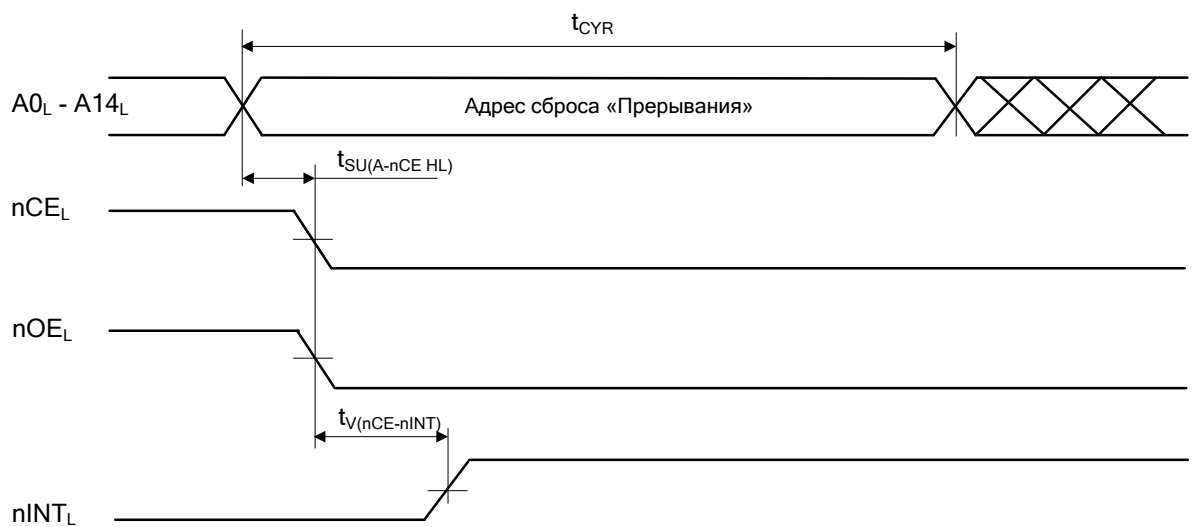 tCYR
A0L - A14L
Адрес сброса «Прерывания»
tSU(A-nCE HL)
nCEL
nOEL
tV(nCE-nINT)
nINTL